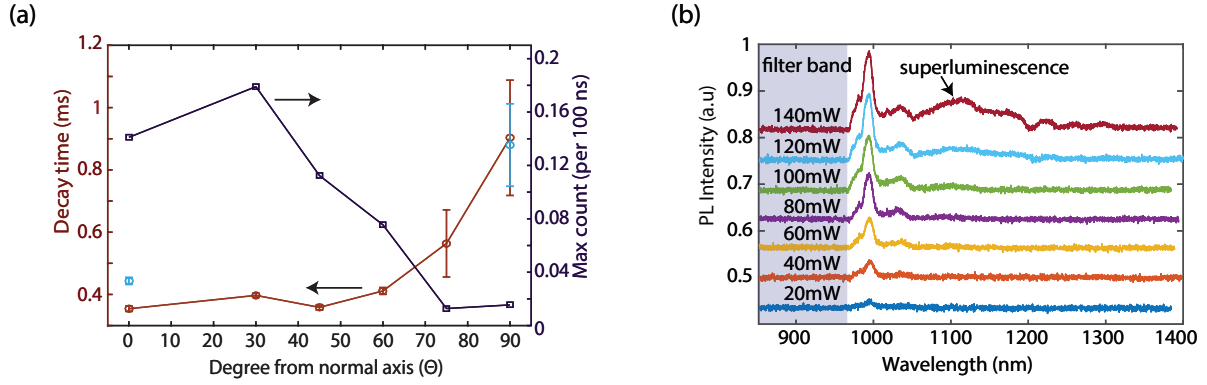 (a)
Decay time (ms)
1.2
1
0.8
0.6
0.4
0 10 20 30 40 50 60 70 80 90
Degree from normal axis (Θ)
0.2
0.16
0.12
0.08
0.04
0
Max count (per 100 ns)
(b)
PL Intensity (a.u)
1
0.9
0.8
0.7
0.6
0.5
filter band
superluminescence
140mW
120mW
100mW
80mW
60mW
40mW
20mW
900 1000 1100 1200 1300 1400
Wavelength (nm)